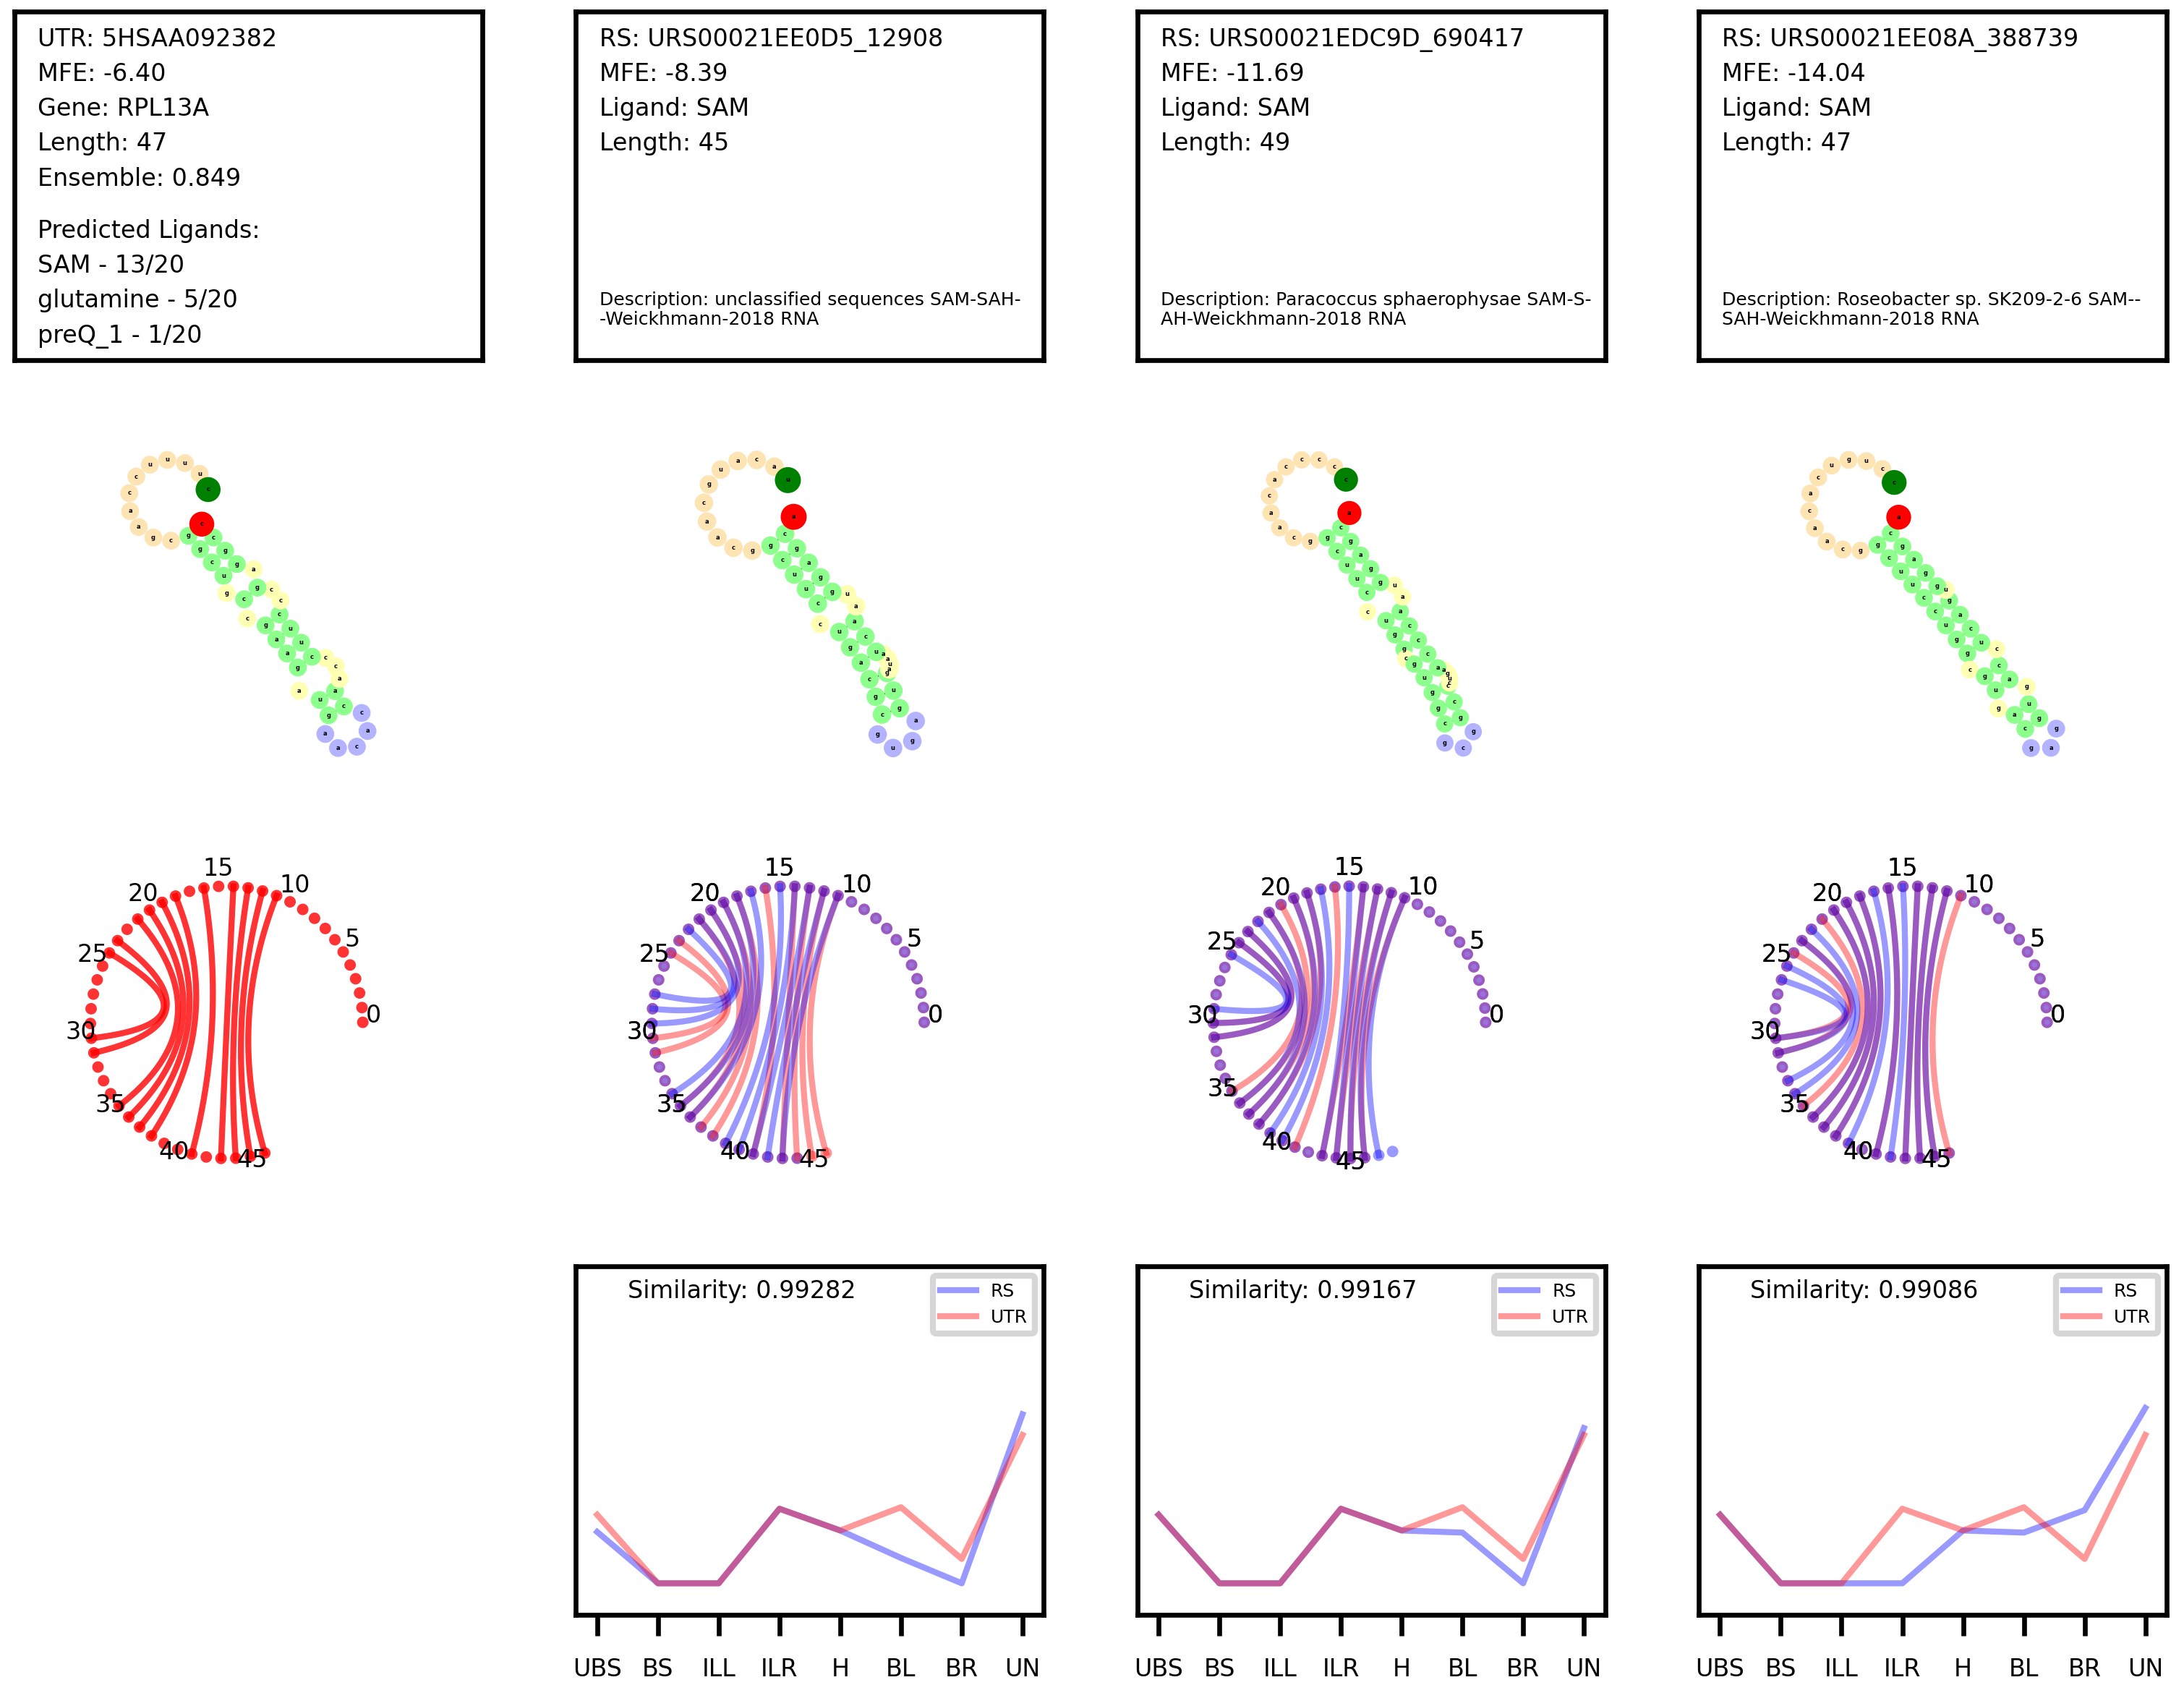 UTR: 5HSAA092382
MFE: -6.40
Gene: RPL13A
Length: 47
Ensemble: 0.849
Predicted Ligands:
SAM - 13/20
glutamine - 5/20
preQ_1 - 1/20
RS: URS00021EE0D5_12908
MFE: -8.39
Ligand: SAM
Length: 45
Description: unclassified sequences SAM-SAH-
-Weickhmann-2018 RNA
RS: URS00021EDC9D_690417
MFE: -11.69
Ligand: SAM
Length: 49
Description: Paracoccus sphaerophysae SAM-S-
AH-Weickhmann-2018 RNA
RS: URS00021EE08A_388739
MFE: -14.04
Ligand: SAM
Length: 47
Description: Roseobacter sp. SK209-2-6 SAM--
SAH-Weickhmann-2018 RNA
0
5
10
15
20
25
30
35
40
45
0
5
10
15
20
25
30
35
40
45
0
5
10
15
20
25
30
35
40
45
0
5
10
15
20
25
30
35
40
45
Similarity: 0.99282
RS
UTR
UBS BS ILL ILR H BL BR UN
Similarity: 0.99167
RS
UTR
UBS BS ILL ILR H BL BR UN
Similarity: 0.99086
RS
UTR
UBS BS ILL ILR H BL BR UN